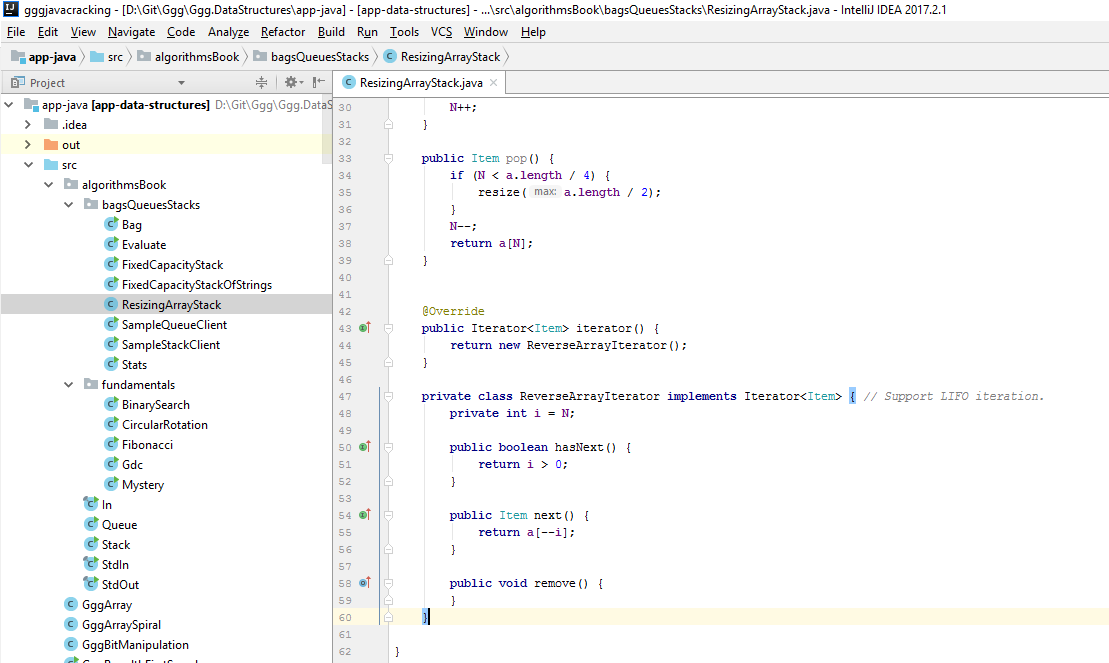 gggjavacracking - [D:\Git\Ggg\Ggg.DataStructures\app-java] - [app-data-structures] - ...\src\algorithmsBook\bagsQueuesStacks\ResizingArrayStack.java - IntelliJ IDEA 2017.2.1
File Edit View Navigate Code Analyze Refactor Build Run Tools VCS Window Help
app-java src algorithmsBook bagsQueuesStacks ResizingArrayStack
Project
app-java [app-data-structures] D:\Git\Ggg\Ggg.DataS
.idea
out
src
algorithmsBook
bagsQueuesStacks
Bag
Evaluate
FixedCapacityStack
FixedCapacityStackOfStrings
ResizingArrayStack
SampleQueueClient
SampleStackClient
Stats
fundamentals
BinarySearch
CircularRotation
Fibonacci
Gdc
Mystery
In
Queue
Stack
StdIn
StdOut
GggArray
GggArraySpiral
GggBitManipulation
ResizingArrayStack.java
30 N++;
31 }
32
33 public Item pop() {
34 if (N < a.length / 4) {
35 resize( max: a.length / 2);
36 }
37 N--;
38 return a[N];
39 }
40
41
42 @Override
43 public Iterator<Item> iterator() {
44 return new ReverseArrayIterator();
45 }
46
47 private class ReverseArrayIterator implements Iterator<Item> { // Support LIFO iteration.
48 private int i = N;
49
50 public boolean hasNext() {
51 return i > 0;
52 }
53
54 public Item next() {
55 return a[--i];
56 }
57
58 public void remove() {
59 }
60 }
61
62 }